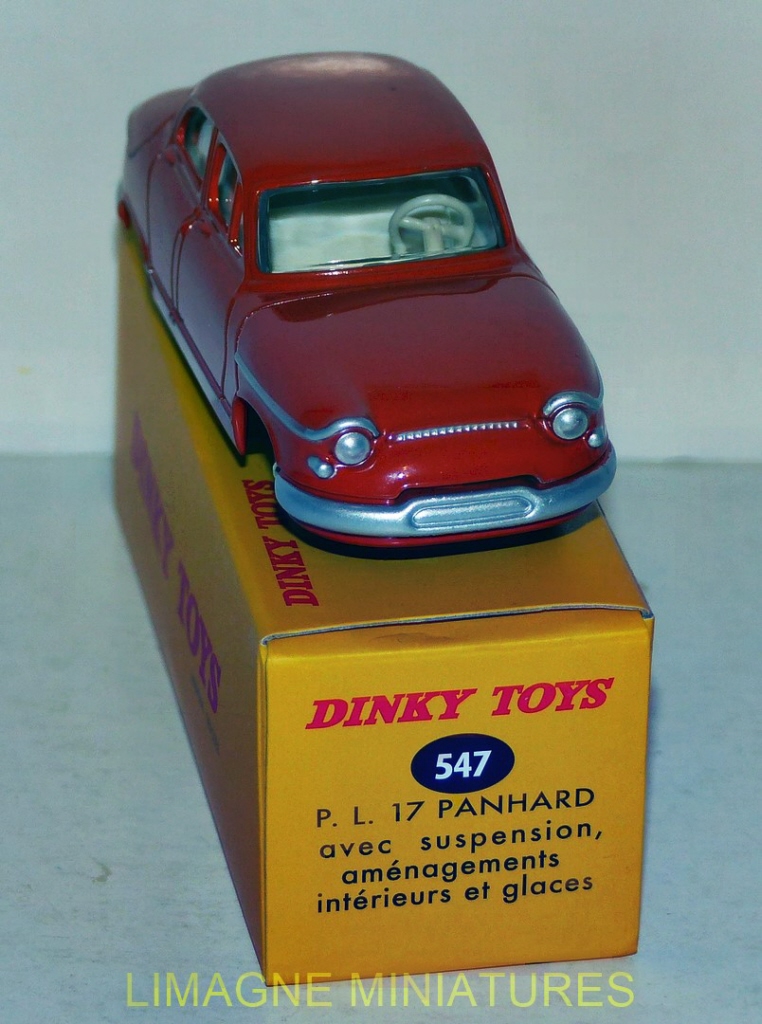 DINKY TOYS
DINKY TOYS
DINKY TOYS
547
P. L. 17 PANHARD
avec suspension,
aménagements
intérieurs et glaces
LIMAGNE MINIATURES